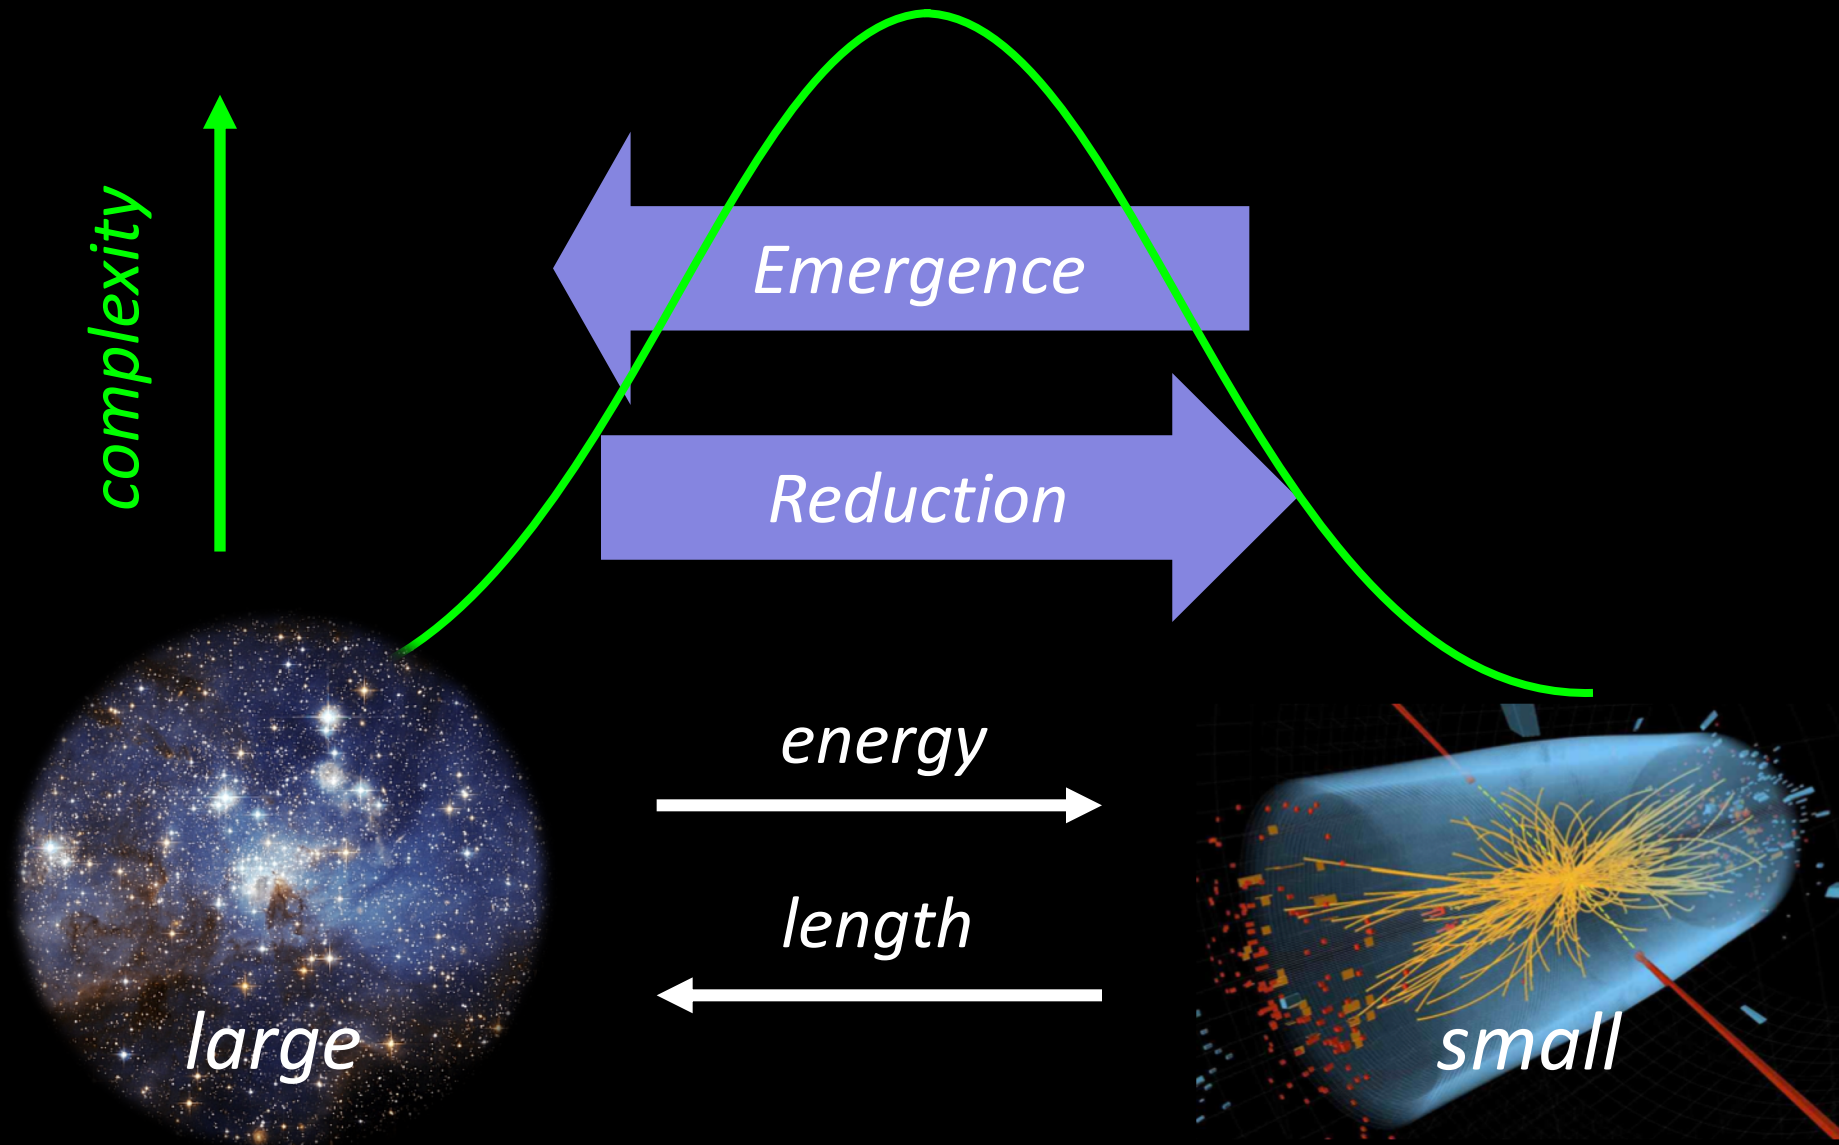 complexity
Emergence
Reduction
energy
length
large
small